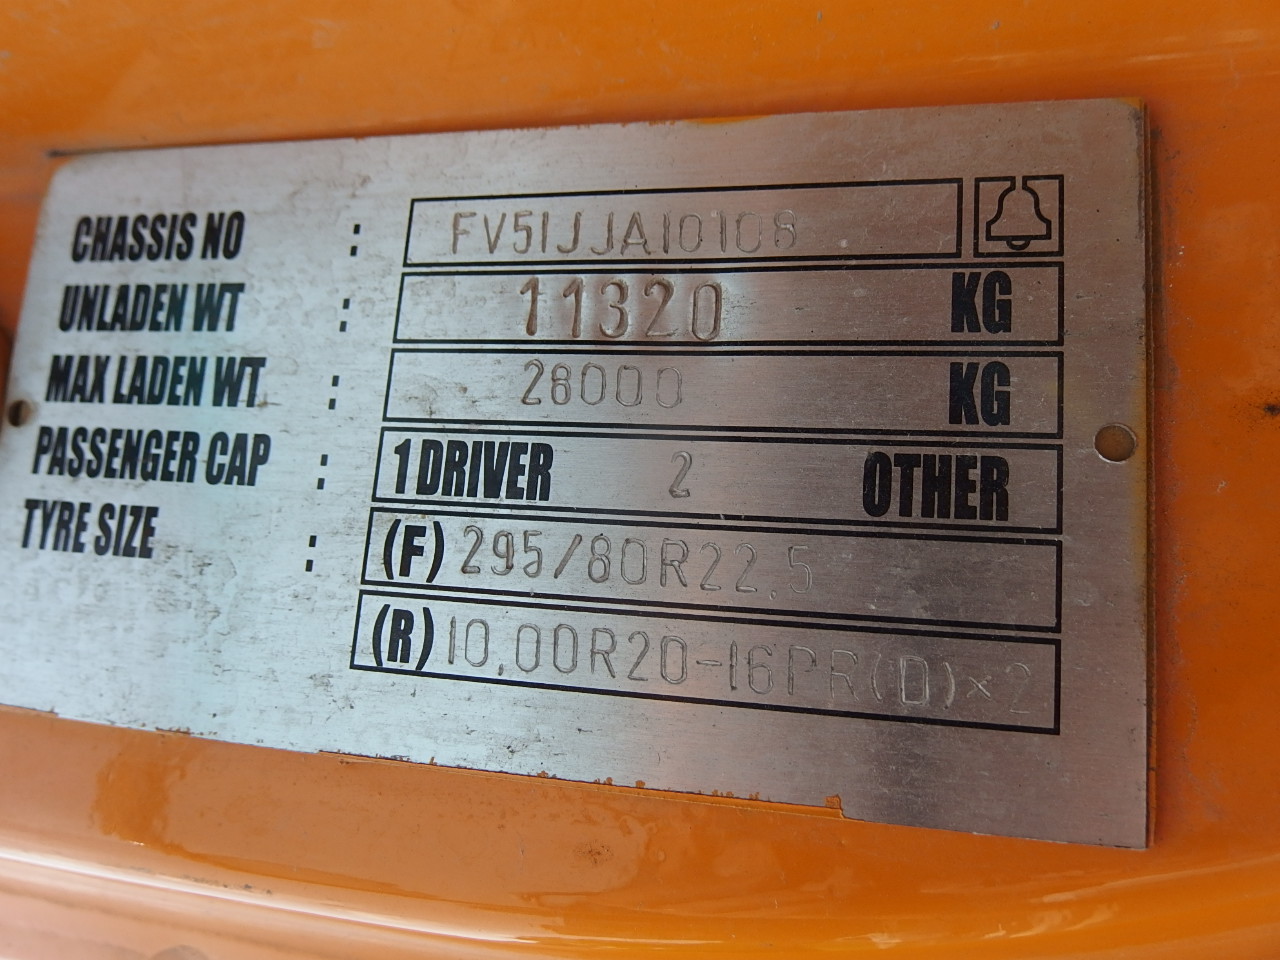 CHASSIS NO : FV51JJA10108
UNLADEN WT : 11320 KG
MAX LADEN WT : 28000 KG
PASSENGER CAP : 1 DRIVER 2 OTHER
TYRE SIZE : (F) 295/80R22.5
(R) 10.00R20-16PR(D)×2